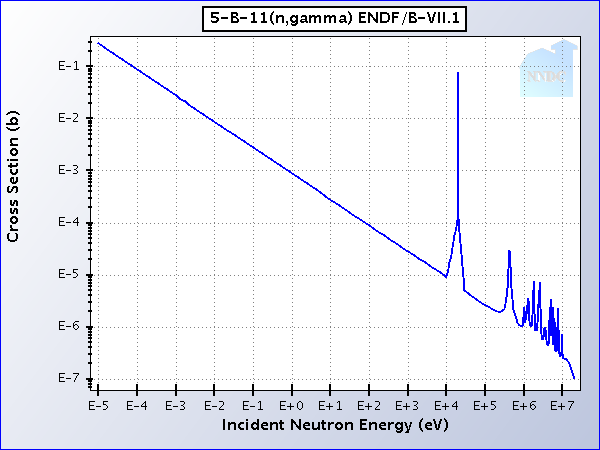 5-B-11(n,gamma) ENDF/B-VII.1
NNDC
Cross Section (b)
E-1
E-2
E-3
E-4
E-5
E-6
E-7
E-5 E-4 E-3 E-2 E-1 E+0 E+1 E+2 E+3 E+4 E+5 E+6 E+7
Incident Neutron Energy (eV)